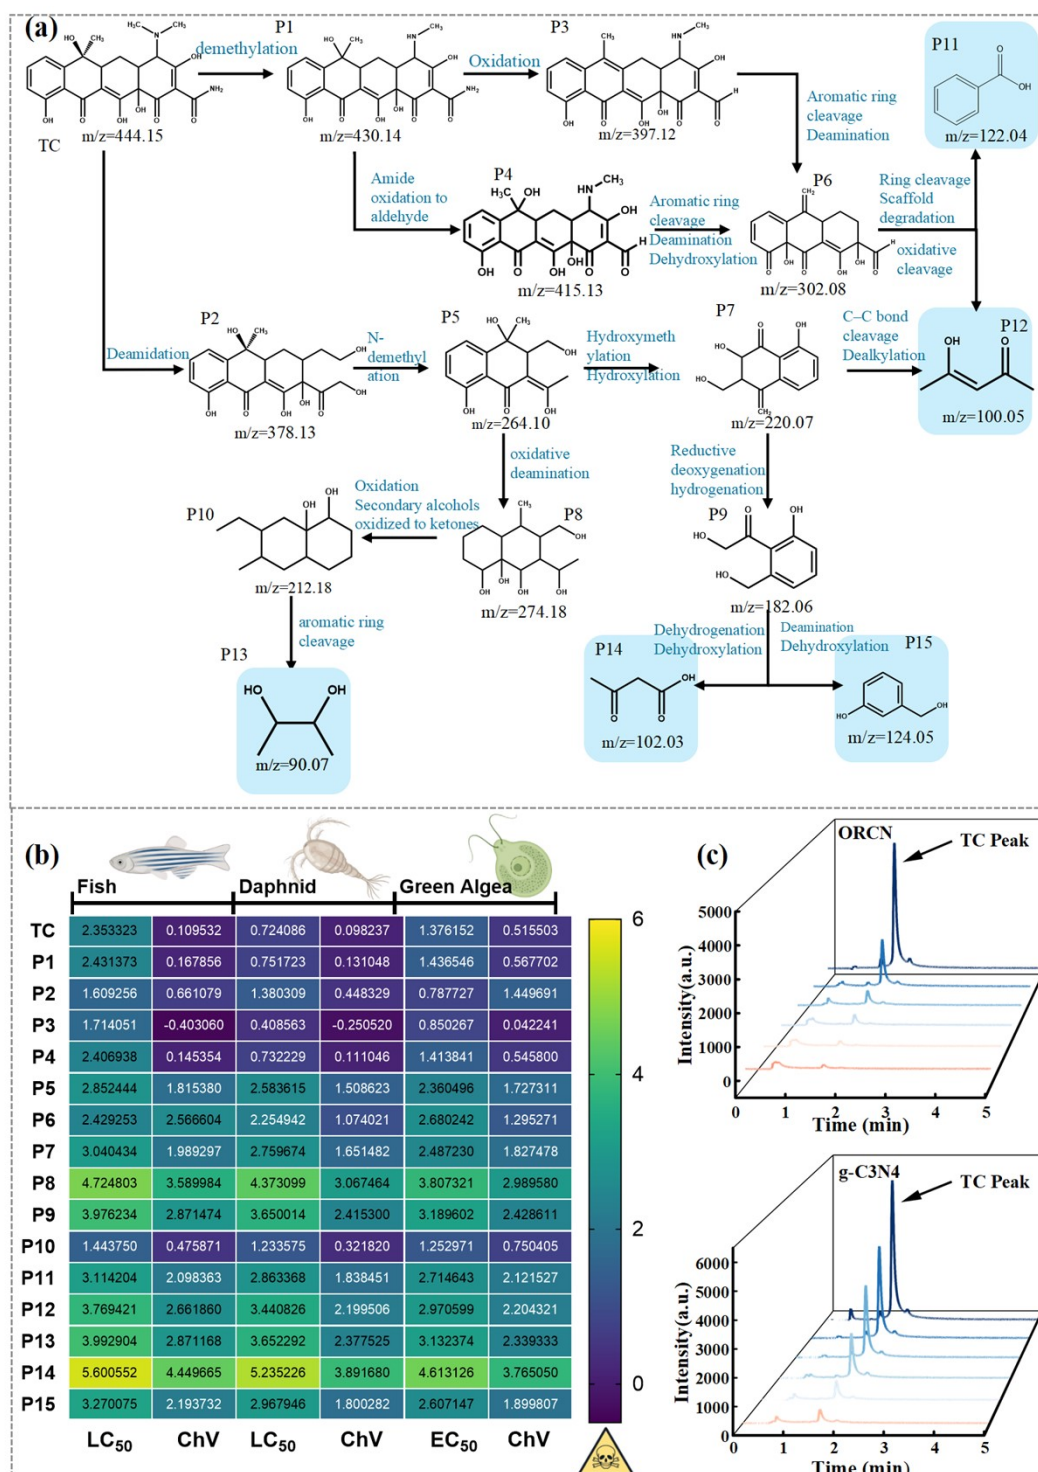 (a)
TC
m/z=444.15
demethylation
P1
m/z=430.14
Oxidation
P3
m/z=397.12
Aromatic ring
cleavage
Deamination
P11
m/z=122.04
Amide
oxidation to
aldehyde
P4
m/z=415.13
Aromatic ring
cleavage
Deamination
Dehydroxylation
P6
m/z=302.08
Ring cleavage
Scaffold
degradation
oxidative
cleavage
Deamidation
P2
m/z=378.13
N-
demethyl
ation
P5
m/z=264.10
Hydroxymeth
ylation
Hydroxylation
P7
m/z=220.07
C–C bond
cleavage
Dealkylation
P12
m/z=100.05
oxidative
deamination
Reductive
deoxygenation
hydrogenation
P10
m/z=212.18
Oxidation
Secondary alcohols
oxidized to ketones
P8
m/z=274.18
P9
m/z=182.06
aromatic ring
cleavage
P13
m/z=90.07
Dehydrogenation
Dehydroxylation
Deamination
Dehydroxylation
P14
m/z=102.03
P15
m/z=124.05
(b)
Fish Daphnid Green Algea
TC 2.353323 0.109532 0.724086 0.098237 1.376152 0.515503
P1 2.431373 0.167856 0.751723 0.131048 1.436546 0.567702
P2 1.609256 0.661079 1.380309 0.448329 0.787727 1.449691
P3 1.714051 -0.403060 0.408563 -0.250520 0.850267 0.042241
P4 2.406938 0.145354 0.732229 0.111046 1.413841 0.545800
P5 2.852444 1.815380 2.583615 1.508623 2.360496 1.727311
P6 2.429253 2.566604 2.254942 1.074021 2.680242 1.295271
P7 3.040434 1.989297 2.759674 1.651482 2.487230 1.827478
P8 4.724803 3.589984 4.373099 3.067464 3.807321 2.989580
P9 3.976234 2.871474 3.650014 2.415300 3.189602 2.428611
P10 1.443750 0.475871 1.233575 0.321820 1.252971 0.750405
P11 3.114204 2.098363 2.863368 1.838451 2.714643 2.121527
P12 3.769421 2.661860 3.440826 2.199506 2.970599 2.204321
P13 3.992904 2.871168 3.652292 2.377525 3.132374 2.339333
P14 5.600552 4.449665 5.235226 3.891680 4.613126 3.765050
P15 3.270075 2.193732 2.967946 1.800282 2.607147 1.899807
LC50 ChV LC50 ChV EC50 ChV
6
4
2
0
(c)
ORCN
TC Peak
Intensity(a.u.)
5000
4000
3000
2000
1000
0
0 1 2 3 4 5
Time (min)
g-C3N4
TC Peak
Intensity(a.u.)
6000
5000
4000
3000
2000
1000
0
0 1 2 3 4 5
Time (min)